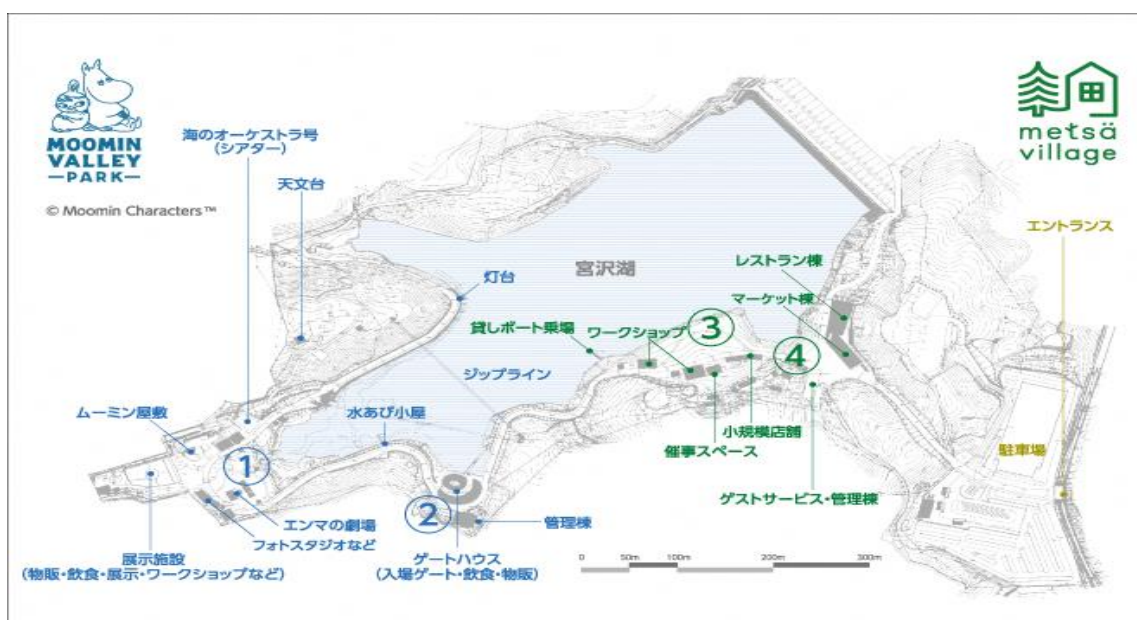 MOOMIN
VALLEY
PARK
© Moomin Characters™
metsä
village
海のオーケストラ号
(シアター)
天文台
エントランス
宮沢湖
レストラン棟
灯台
マーケット棟
貸しボート乗場
ワークショップ
③
④
ジップライン
ムーミン屋敷
水あび小屋
小規模店舗
催事スペース
駐車場
①
ゲストサービス・管理棟
②
エンマの劇場
フォトスタジオなど
管理棟
展示施設
(物販・飲食・展示・ワークショップなど)
ゲートハウス
(入場ゲート・飲食・物販)
0 50m 100m 200m 300m